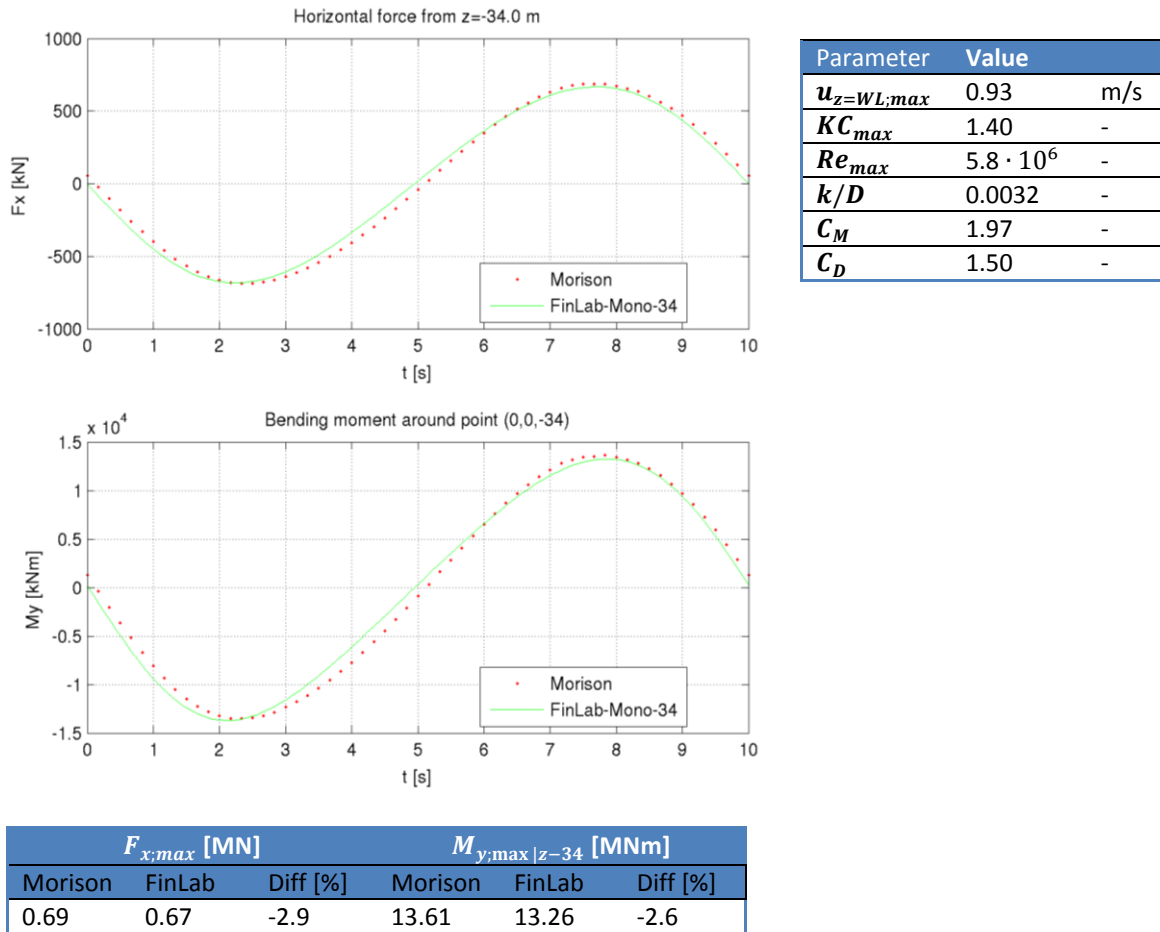 Horizontal force from z=-34.0 m
1000
500
0
-500
-1000
Fx [kN]
0 1 2 3 4 5 6 7 8 9 10
t [s]
Morison
FinLab-Mono-34
Parameter Value
u_{z=WL;max} 0.93 m/s
KC_{max} 1.40 -
Re_{max} 5.8 · 10^6 -
k/D 0.0032 -
C_M 1.97 -
C_D 1.50 -
x 10^4
Bending moment around point (0,0,-34)
1.5
1
0.5
0
-0.5
-1
-1.5
My [kNm]
0 1 2 3 4 5 6 7 8 9 10
t [s]
Morison
FinLab-Mono-34
F_{x;max} [MN] M_{y;max|z-34} [MNm]
Morison FinLab Diff [%] Morison FinLab Diff [%]
0.69 0.67 -2.9 13.61 13.26 -2.6